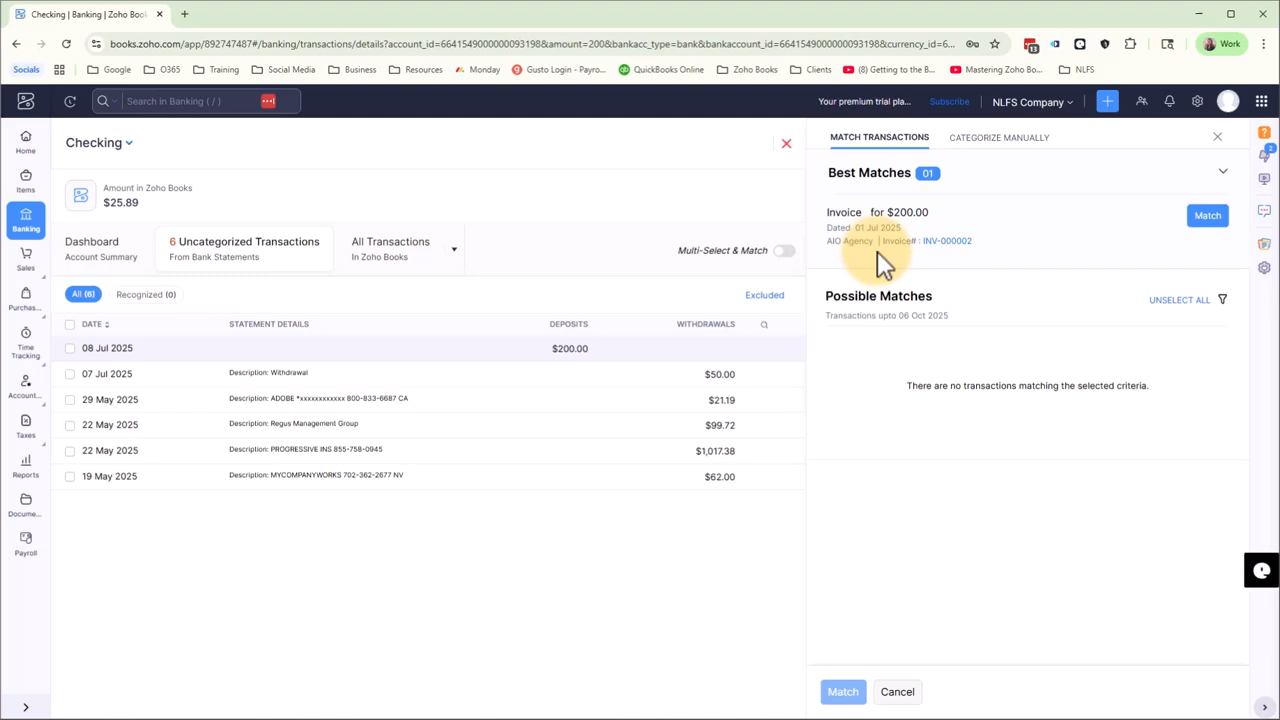 Checking | Banking | Zoho Boo
books.zoho.com/app/892747487#/banking/transactions/details?account_id=6641549000000093198&amount=200&bankacc_type=bank&bankaccount_id=6641549000000093198&currency_id=6...
13
Work
Socials
Google
O365
Training
Social Media
Business
Resources
Monday
Gusto Login - Payro...
QuickBooks Online
Zoho Books
Clients
(8) Getting to the B...
Mastering Zoho Bo...
NLFS
Search in Banking ( / )
Your premium trial pla...
Subscribe
NLFS Company
Home
Items
Banking
Sales
Purchas...
Time
Tracking
Account...
Taxes
Reports
Docume...
Payroll
Checking
Amount in Zoho Books
$25.89
Dashboard
Account Summary
6 Uncategorized Transactions
From Bank Statements
All Transactions
In Zoho Books
Multi-Select & Match
All (6)
Recognized (0)
Excluded
DATE STATEMENT DETAILS DEPOSITS WITHDRAWALS
08 Jul 2025 $200.00
07 Jul 2025 Description: Withdrawal $50.00
29 May 2025 Description: ADOBE *xxxxxxxxxxxx 800-833-6687 CA $21.19
22 May 2025 Description: Regus Management Group $99.72
22 May 2025 Description: PROGRESSIVE INS 855-758-0945 $1,017.38
19 May 2025 Description: MYCOMPANYWORKS 702-362-2677 NV $62.00
MATCH TRANSACTIONS
CATEGORIZE MANUALLY
Best Matches 01
Invoice for $200.00
Dated 01 Jul 2025
AIO Agency | Invoice# : INV-000002
Match
Possible Matches
UNSELECT ALL
Transactions upto 06 Oct 2025
There are no transactions matching the selected criteria.
Match
Cancel
?
2